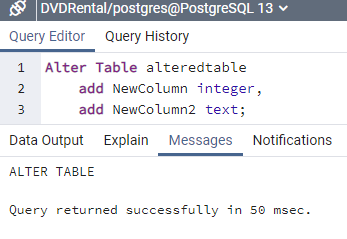 DVDRental/postgres@PostgreSQL 13
Query Editor Query History
1 Alter Table alteredtable
2 add NewColumn integer,
3 add NewColumn2 text;
Data Output Explain Messages Notifications
ALTER TABLE
Query returned successfully in 50 msec.